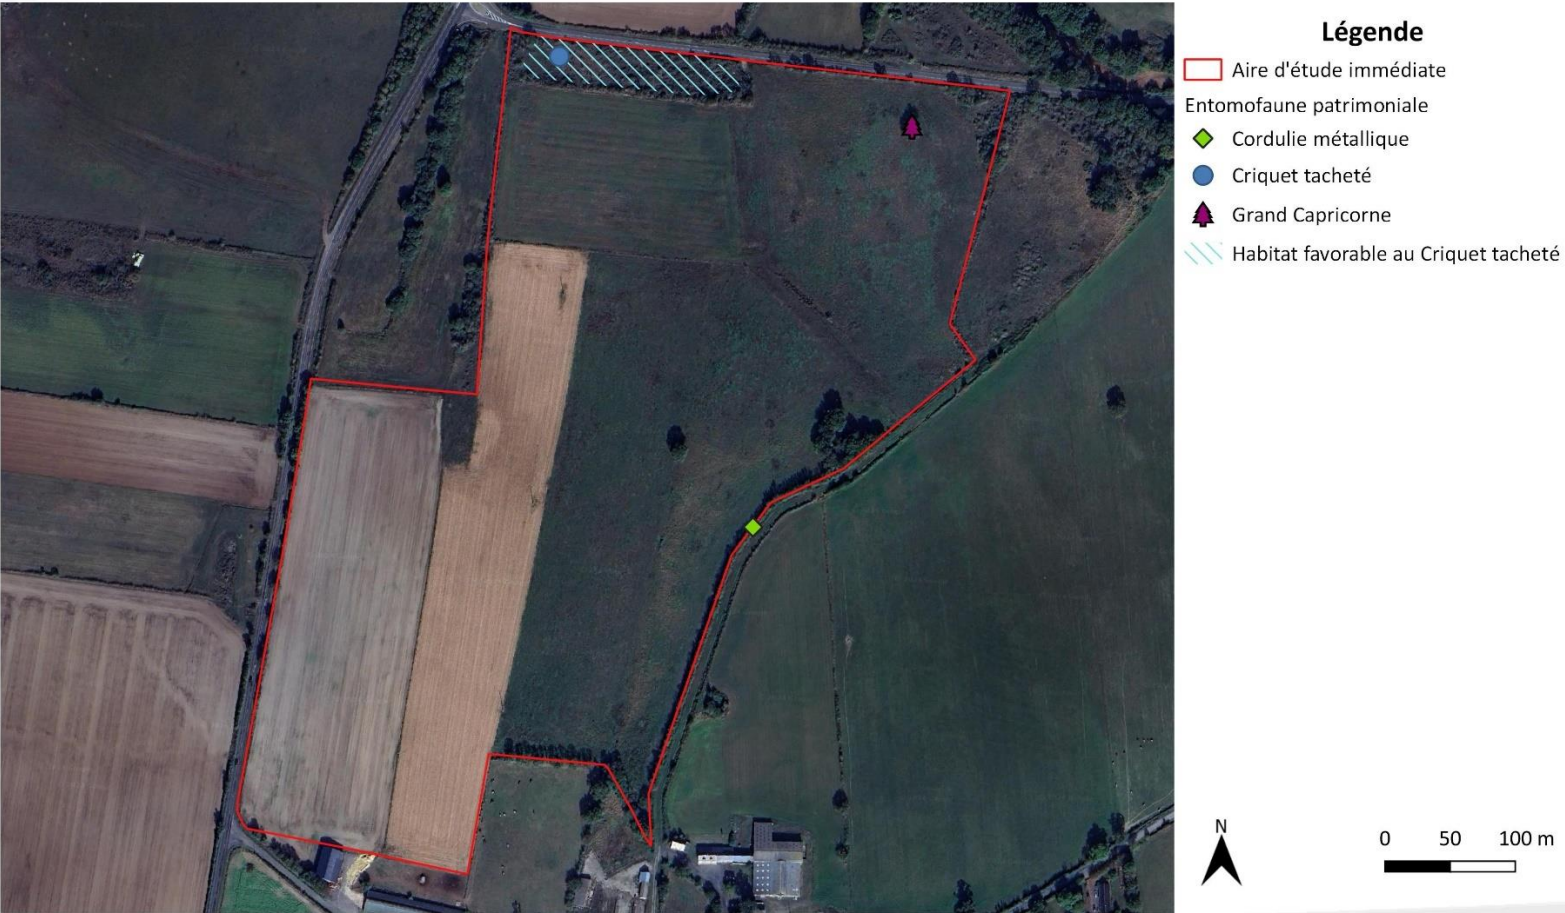 Légende
Aire d'étude immédiate
Entomofaune patrimoniale
Cordulie métallique
Criquet tacheté
Grand Capricorne
Habitat favorable au Criquet tacheté
N
0 50 100 m